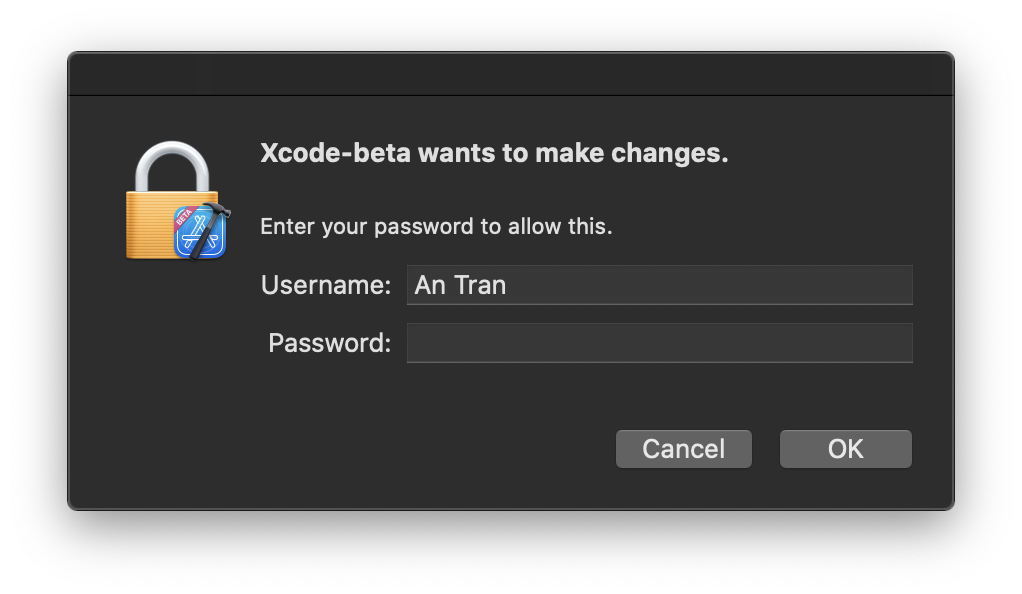 Xcode-beta wants to make changes.
BETA
Enter your password to allow this.
Username: An Tran
Password:
Cancel OK